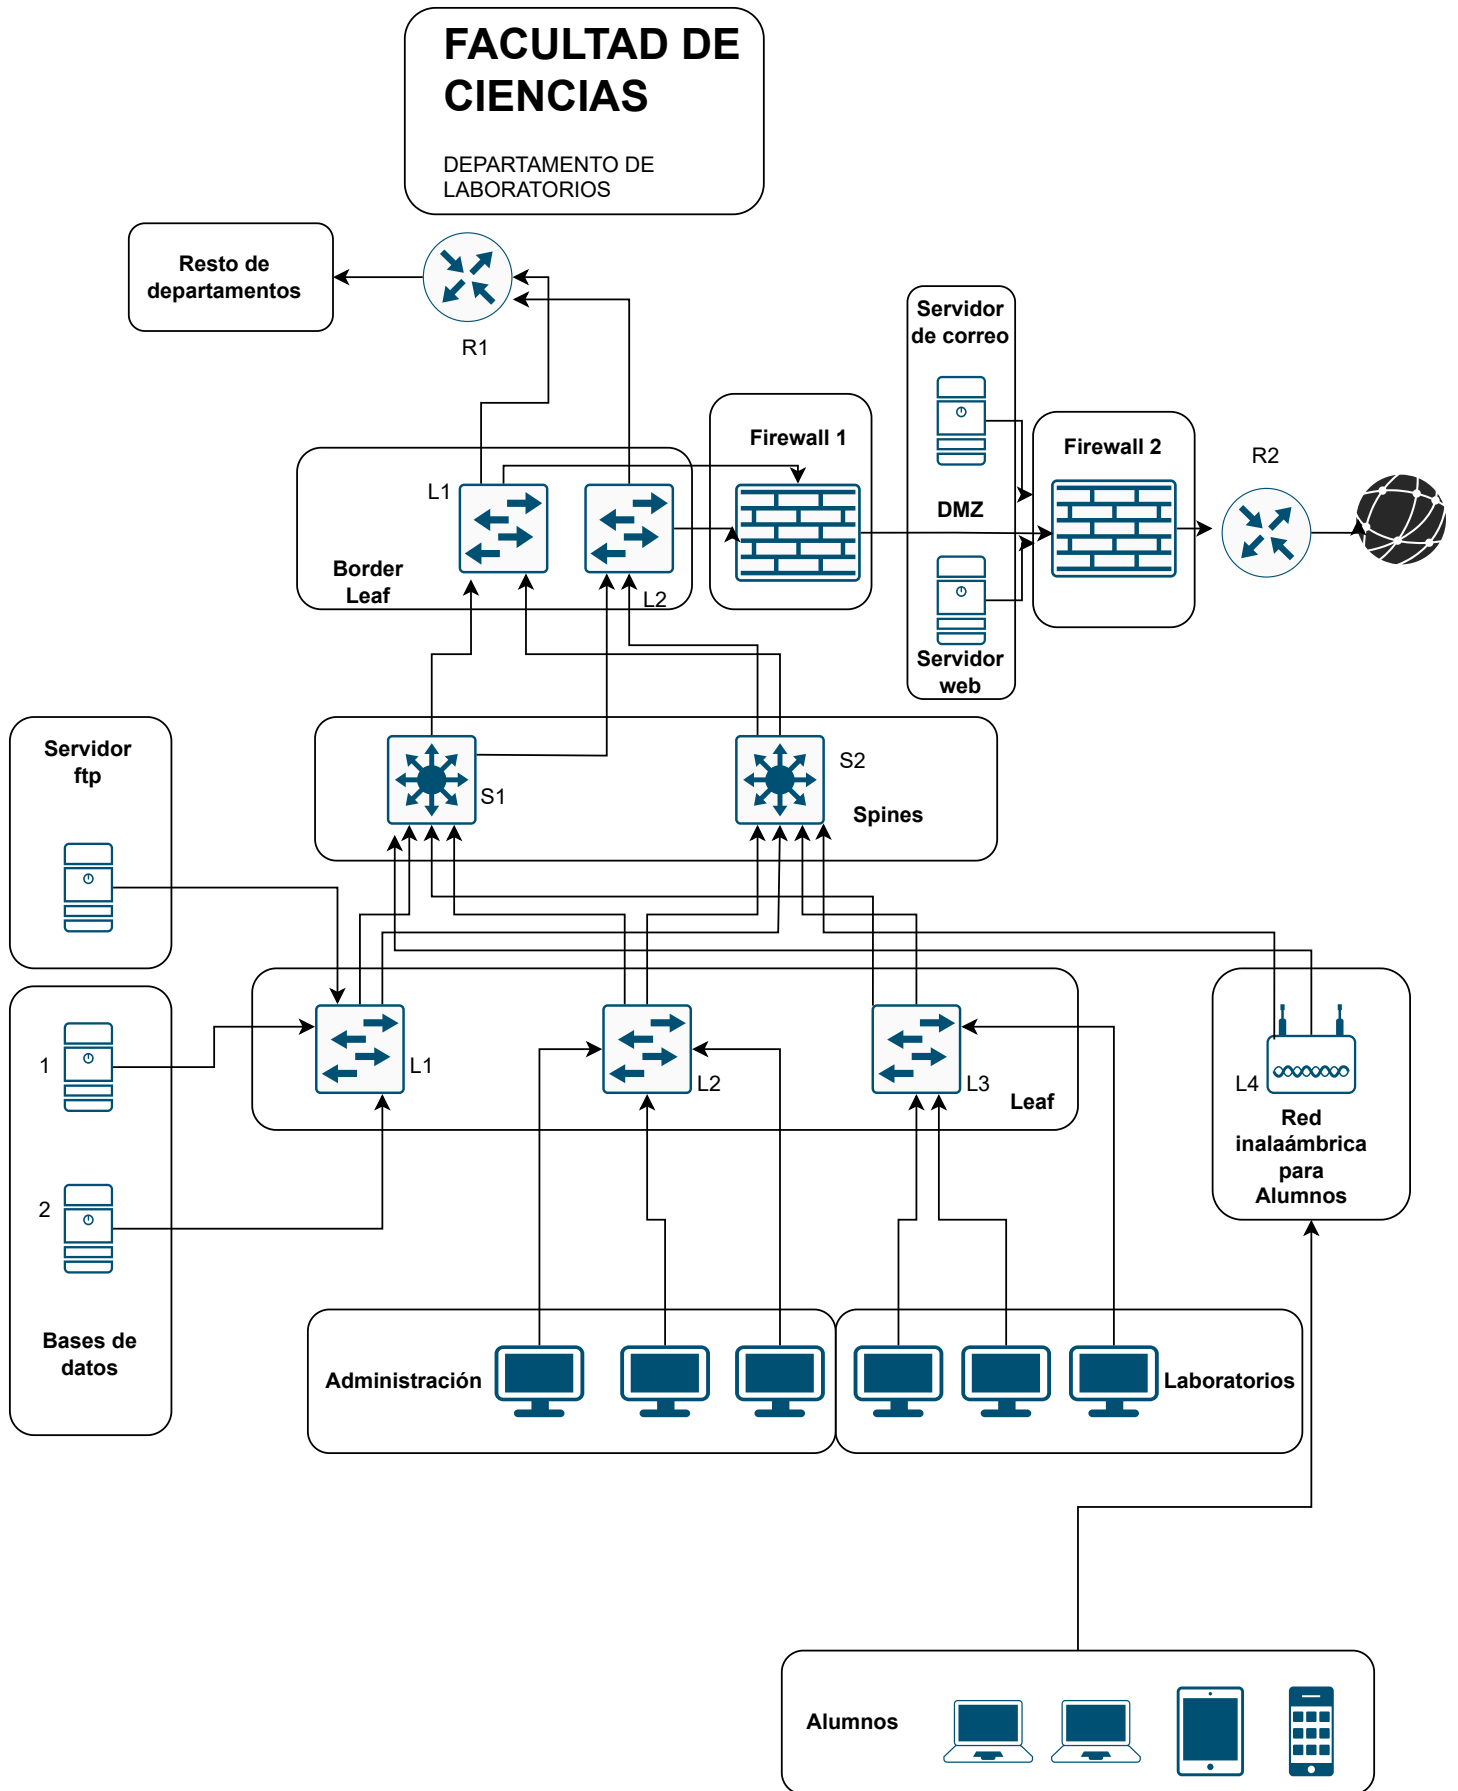 FACULTAD DE
CIENCIAS
DEPARTAMENTO DE
LABORATORIOS
Resto de
departamentos
R1
Servidor
de correo
Firewall 1
Firewall 2
R2
L1
DMZ
Border
Leaf
L2
Servidor
web
Servidor
ftp
S2
S1
Spines
1
L1
L2
L3
L4
Leaf
Red
inalaámbrica
para
Alumnos
2
Bases de
datos
Administración
Laboratorios
Alumnos